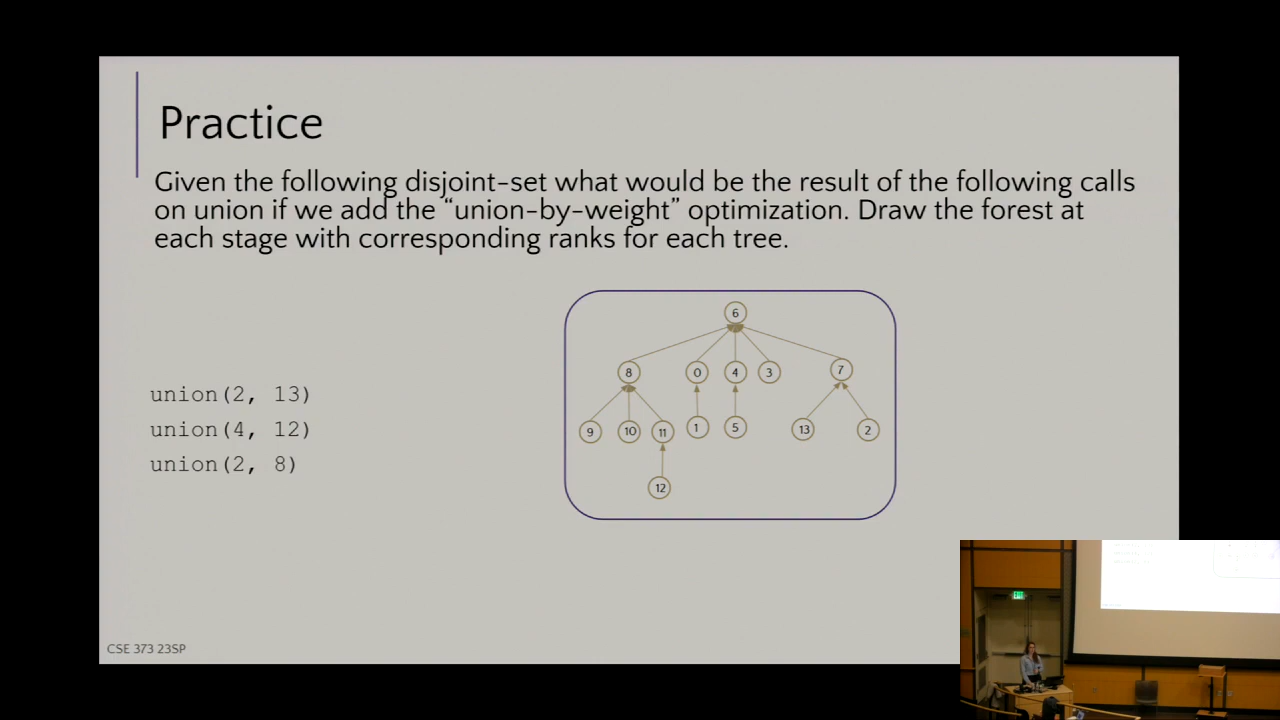 Practice
Given the following disjoint-set what would be the result of the following calls
on union if we add the “union-by-weight” optimization. Draw the forest at
each stage with corresponding ranks for each tree.
union(2, 13)
union(4, 12)
union(2, 8)
6
8 0 4 3 7
9 10 11 1 5 13 2
12
CSE 373 23SP